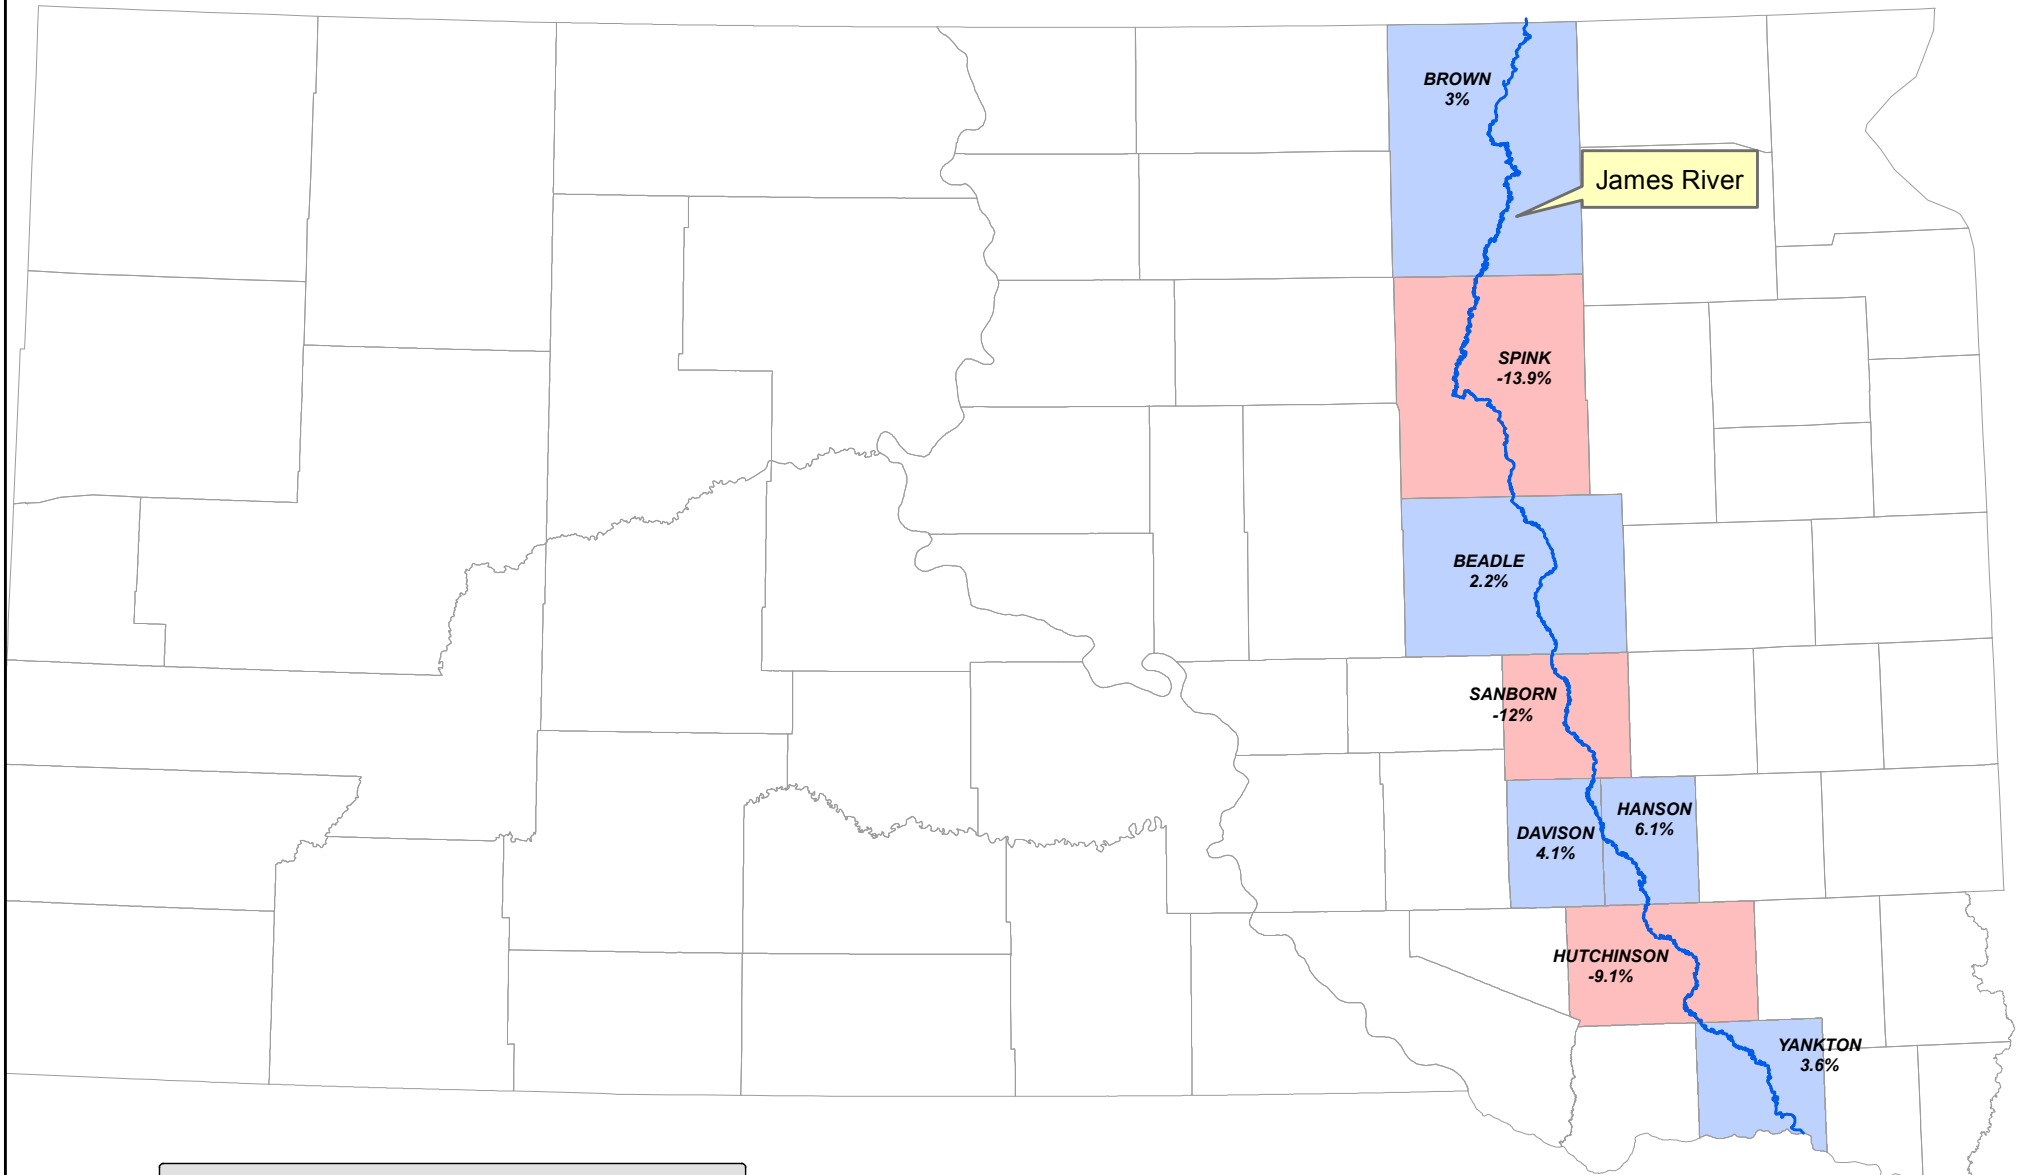 BROWN
3%
James River
SPINK
-13.9%
BEADLE
2.2%
SANBORN
-12%
HANSON
6.1%
DAVISON
4.1%
HUTCHINSON
-9.1%
YANKTON
3.6%